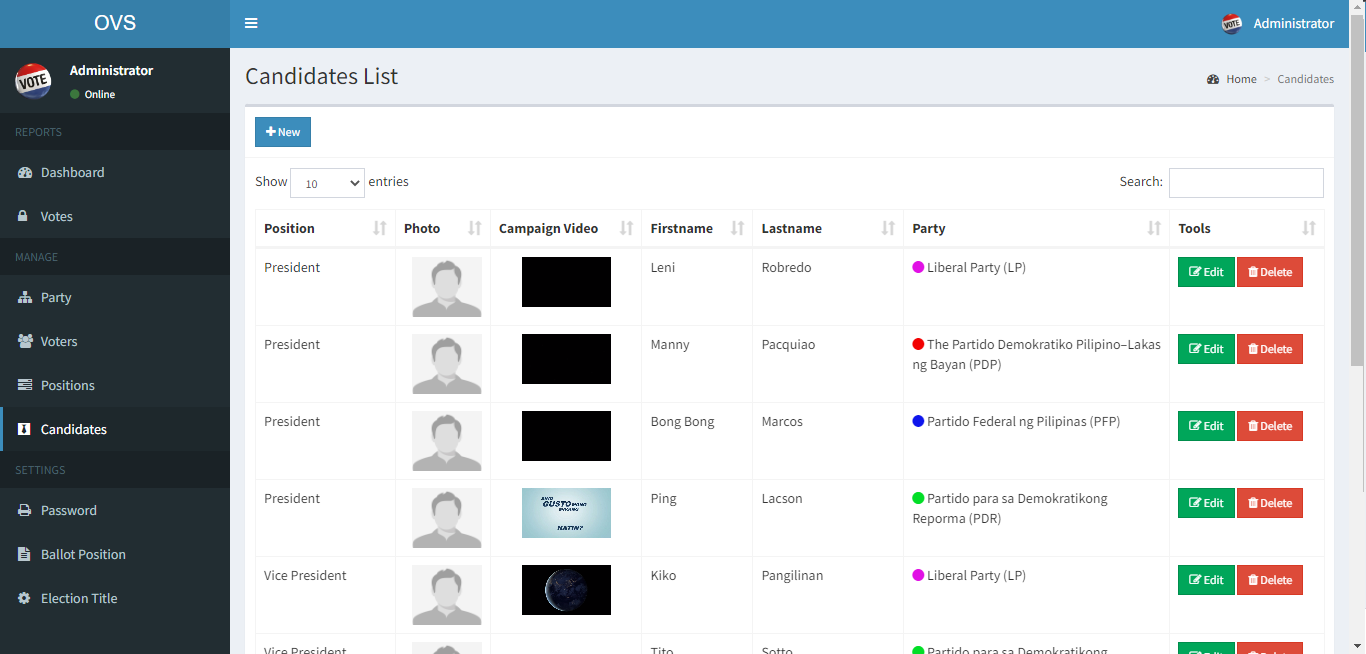 OVS
Administrator
VOTE
Administrator
Online
REPORTS
Dashboard
Votes
MANAGE
Party
Voters
Positions
Candidates
SETTINGS
Password
Ballot Position
Election Title
Candidates List
Home > Candidates
New
Show 10 entries
Search:
Position Photo Campaign Video Firstname Lastname Party Tools
President Leni Robredo Liberal Party (LP) Edit Delete
President Manny Pacquiao The Partido Demokratiko Pilipino–Lakas Edit Delete
ng Bayan (PDP)
President Bong Bong Marcos Partido Federal ng Pilipinas (PFP) Edit Delete
President Ping Lacson Partido para sa Demokratikong Edit Delete
Reporma (PDR)
GUSTO
NATIN?
Vice President Kiko Pangilinan Liberal Party (LP) Edit Delete
Vice President Tito Sotto Partido para sa Demokratikong